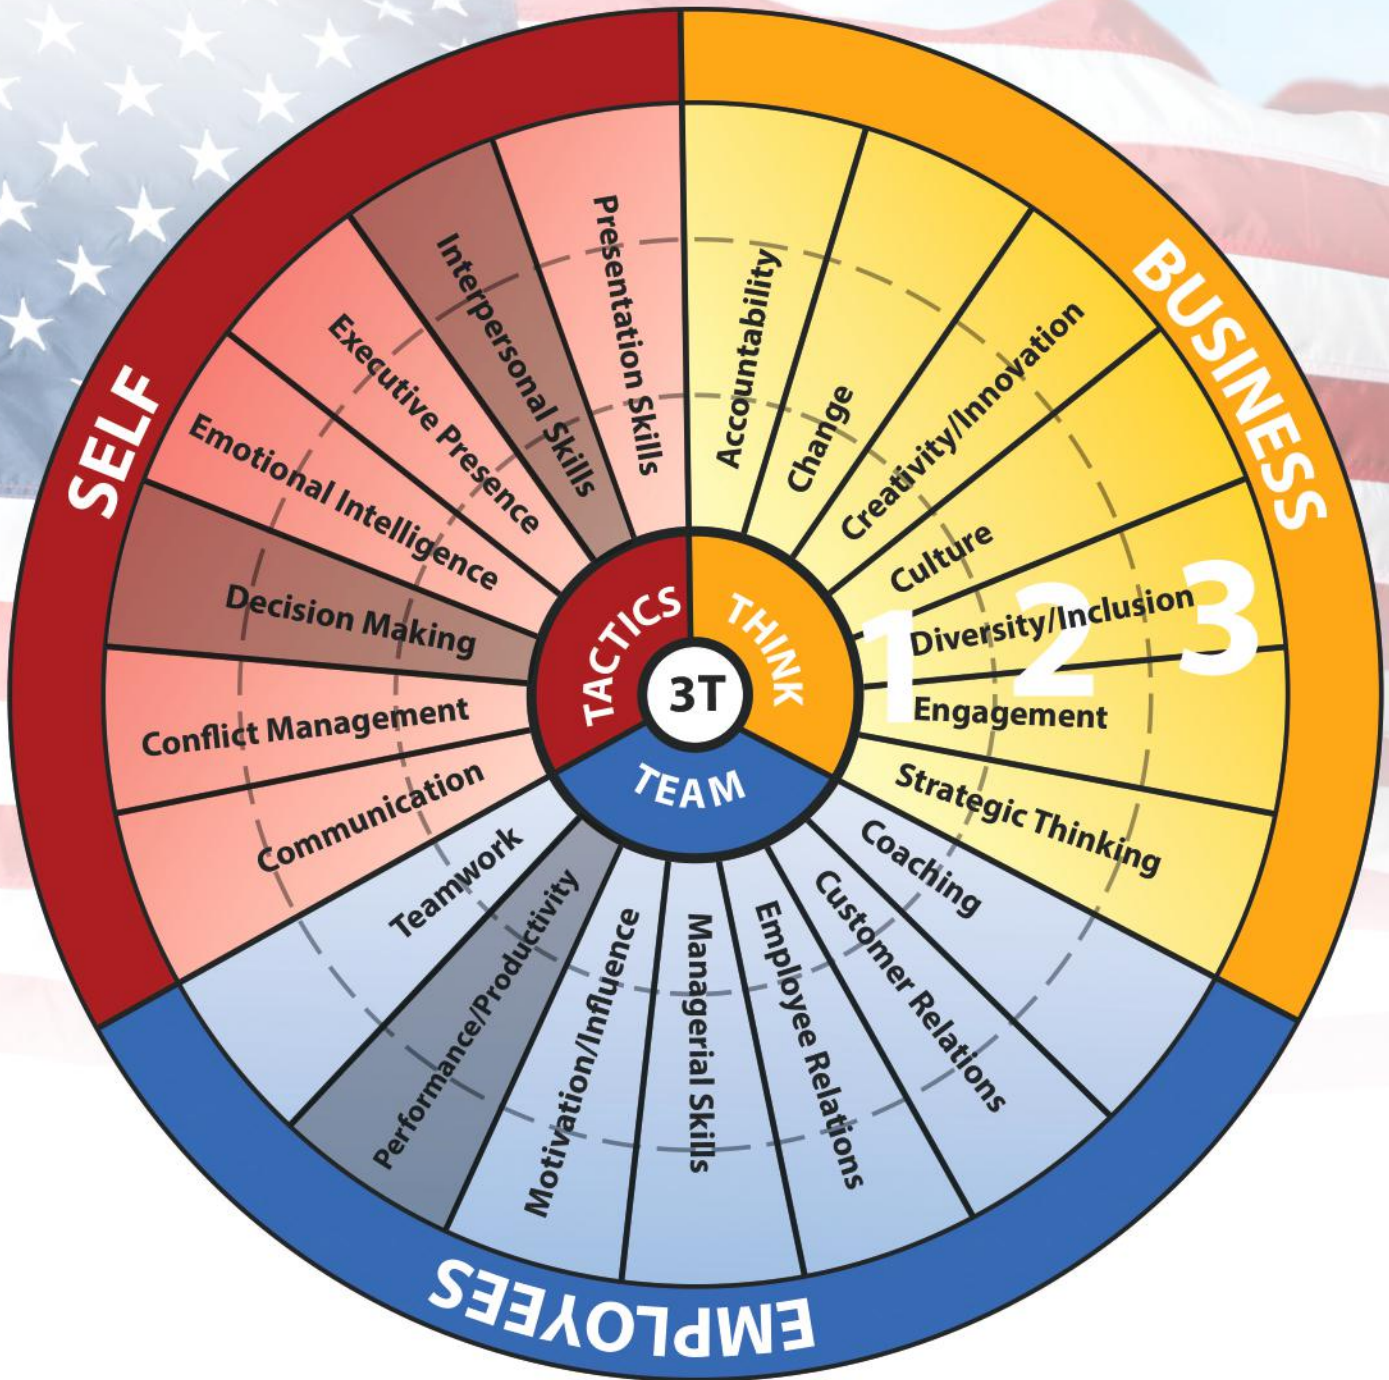 SELF
BUSINESS
EMPLOYEES
TACTICS
THINK
TEAM
3T
Presentation Skills
Interpersonal Skills
Executive Presence
Emotional Intelligence
Decision Making
Conflict Management
Communication
Accountability
Change
Creativity/Innovation
Culture
Diversity/Inclusion
Engagement
Strategic Thinking
1
2
3
Coaching
Customer Relations
Employee Relations
Managerial Skills
Motivation/Influence
Performance/Productivity
Teamwork